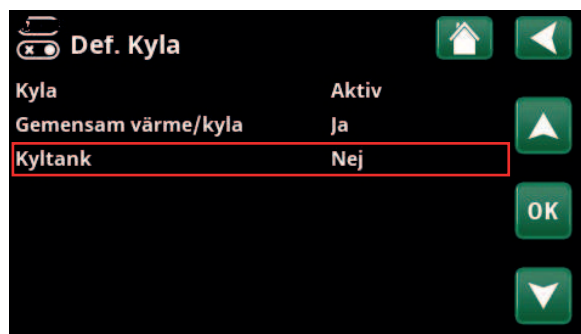 Def. Kyla
Kyla Aktiv
Gemensam värme/kyla Ja
Kyltank Nej
OK